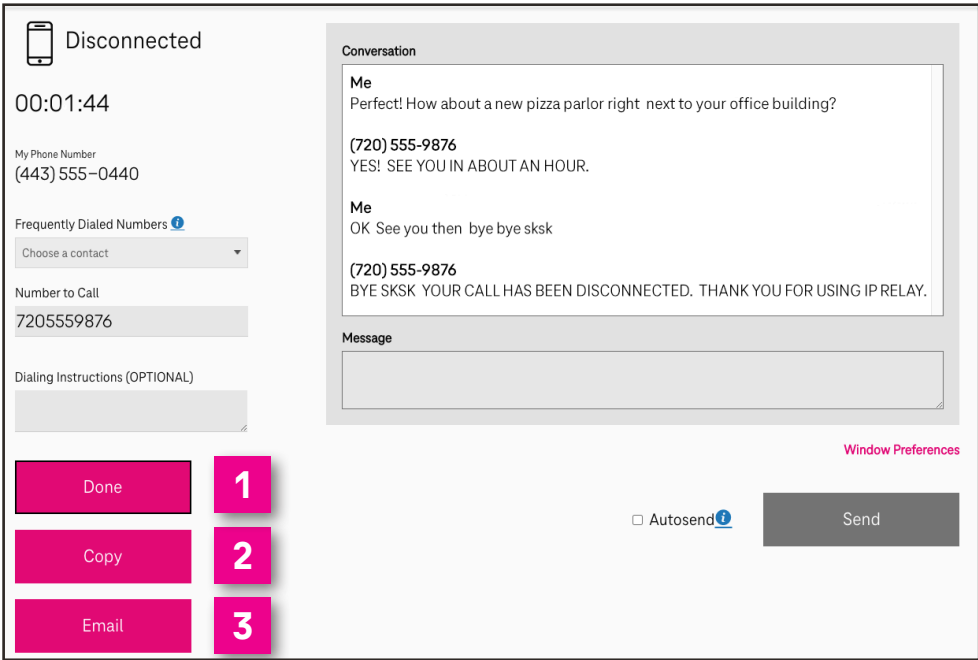 Disconnected
00:01:44
My Phone Number
(443) 555-0440
Frequently Dialed Numbers i
Choose a contact
Number to Call
7205559876
Dialing Instructions (OPTIONAL)
Done
1
Copy
2
Email
3
Conversation
Me
Perfect! How about a new pizza parlor right next to your office building?
(720) 555-9876
YES! SEE YOU IN ABOUT AN HOUR.
Me
OK See you then bye bye sksk
(720) 555-9876
BYE SKSK YOUR CALL HAS BEEN DISCONNECTED. THANK YOU FOR USING IP RELAY.
Message
Window Preferences
Autosend i
Send